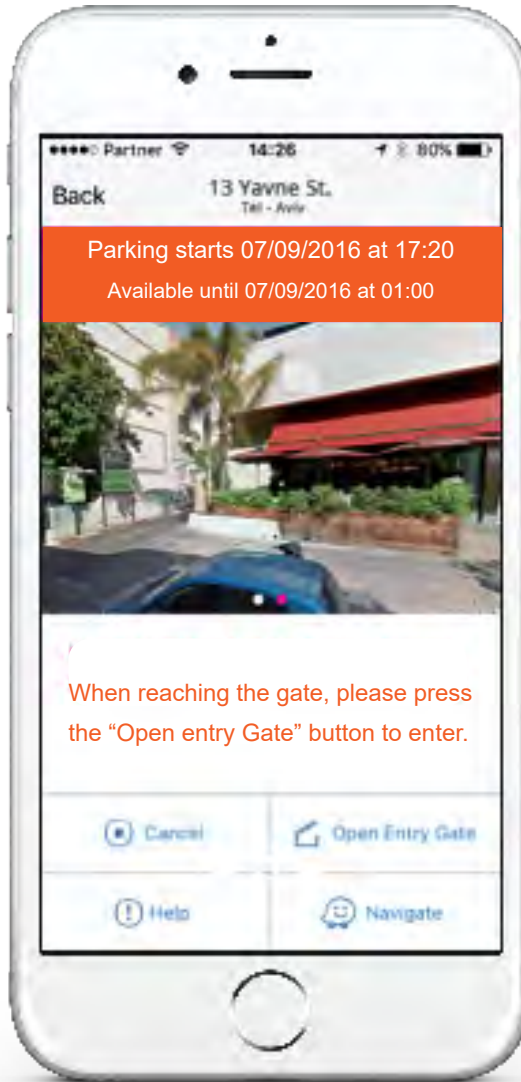 Partner 14:26 80%
Back 13 Yavne St.
Tel - Aviv
Parking starts 07/09/2016 at 17:20
Available until 07/09/2016 at 01:00
When reaching the gate, please press
the “Open entry Gate” button to enter.
Cancel Open Entry Gate
Help Navigate